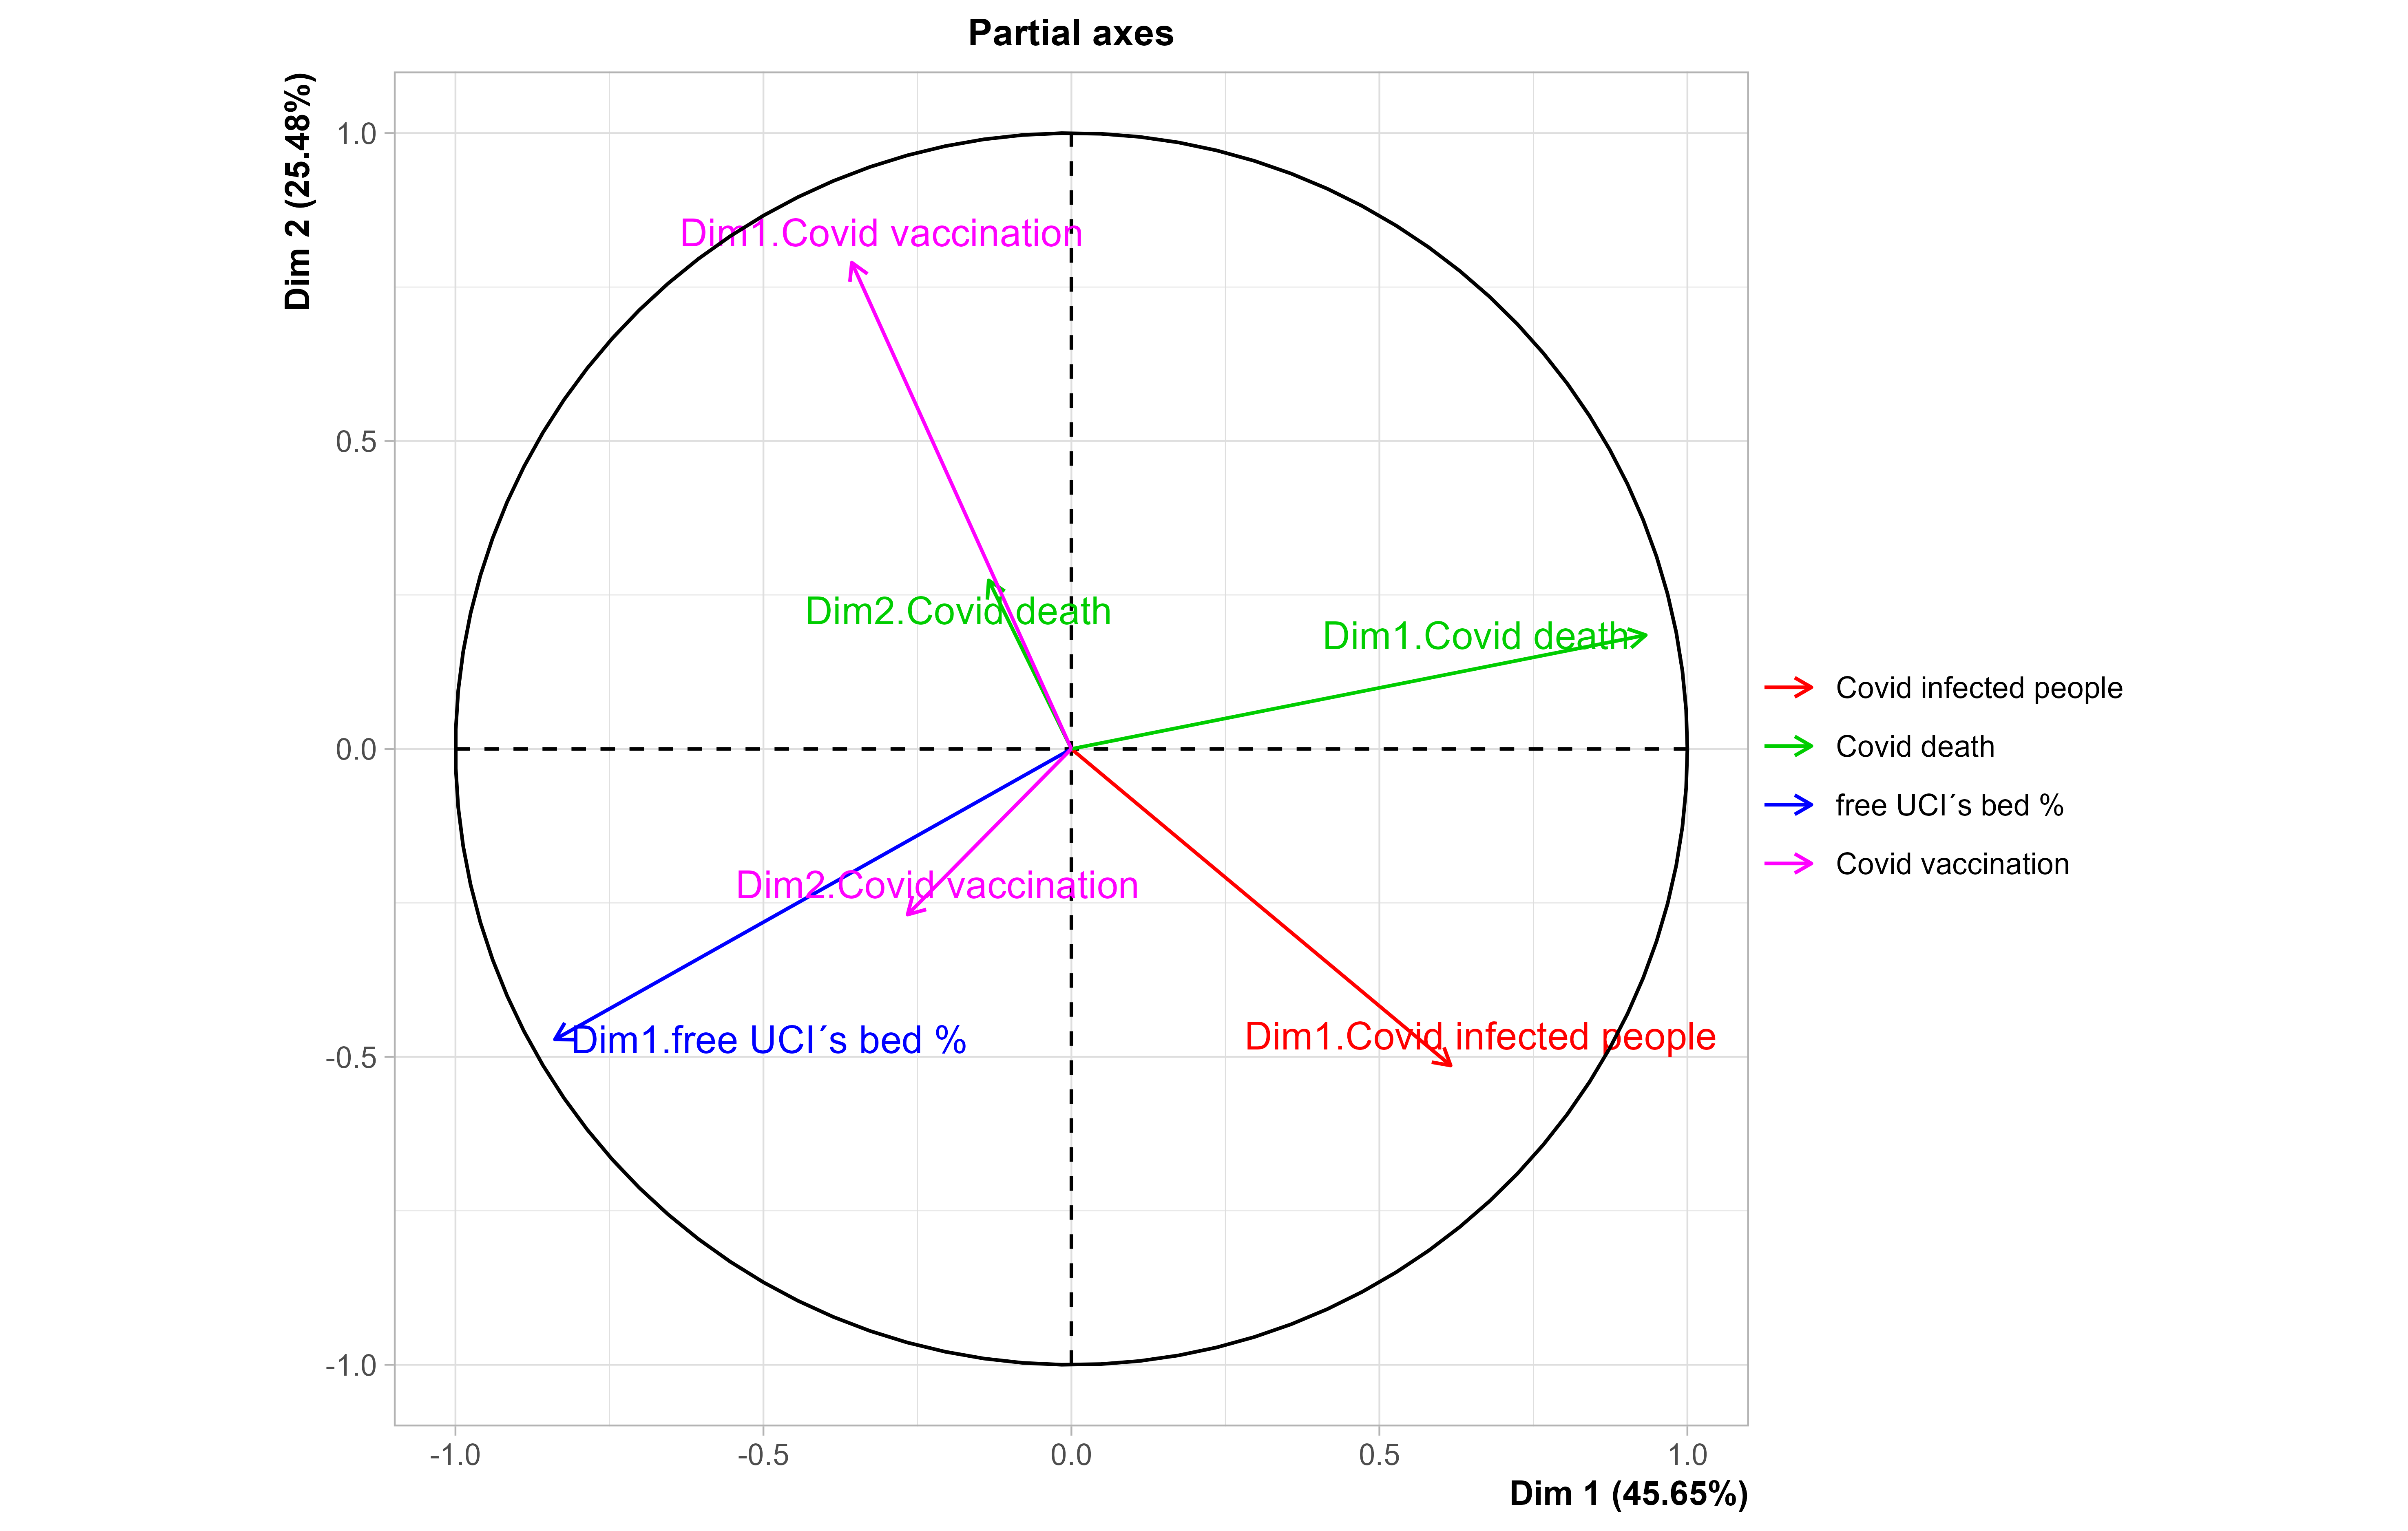 Partial axes
Dim 2 (25.48%)
1.0
0.5
0.0
-0.5
-1.0
Dim1.Covid vaccination
Dim2.Covid death
Dim1.Covid death
Dim2.Covid vaccination
Dim1.free UCI´s bed %
Dim1.Covid infected people
Covid infected people
Covid death
free UCI´s bed %
Covid vaccination
-1.0 -0.5 0.0 0.5 1.0
Dim 1 (45.65%)